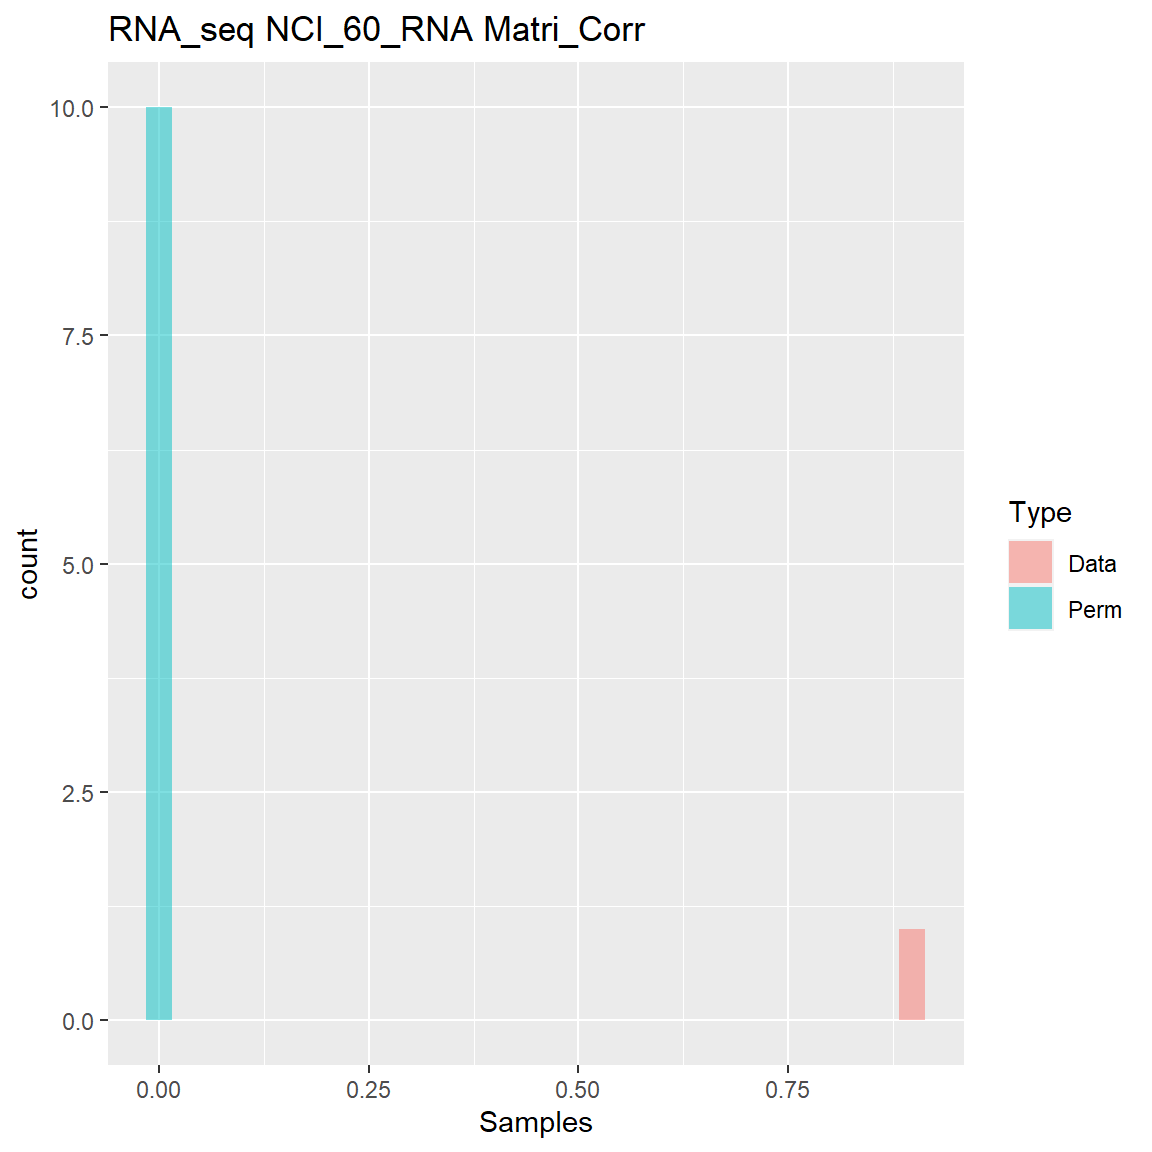 RNA_seq NCI_60_RNA Matri_Corr
10.0
7.5
5.0
2.5
0.0
count
0.00
0.25
0.50
0.75
Samples
Type
Data
Perm